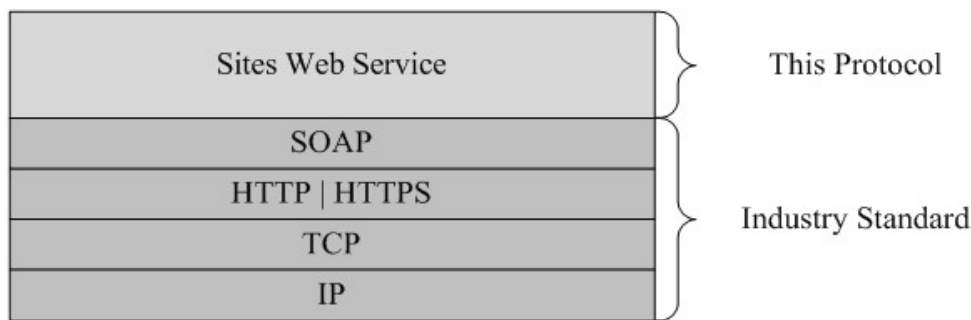 Sites Web Service
This Protocol
SOAP
HTTP | HTTPS
TCP
IP
Industry Standard